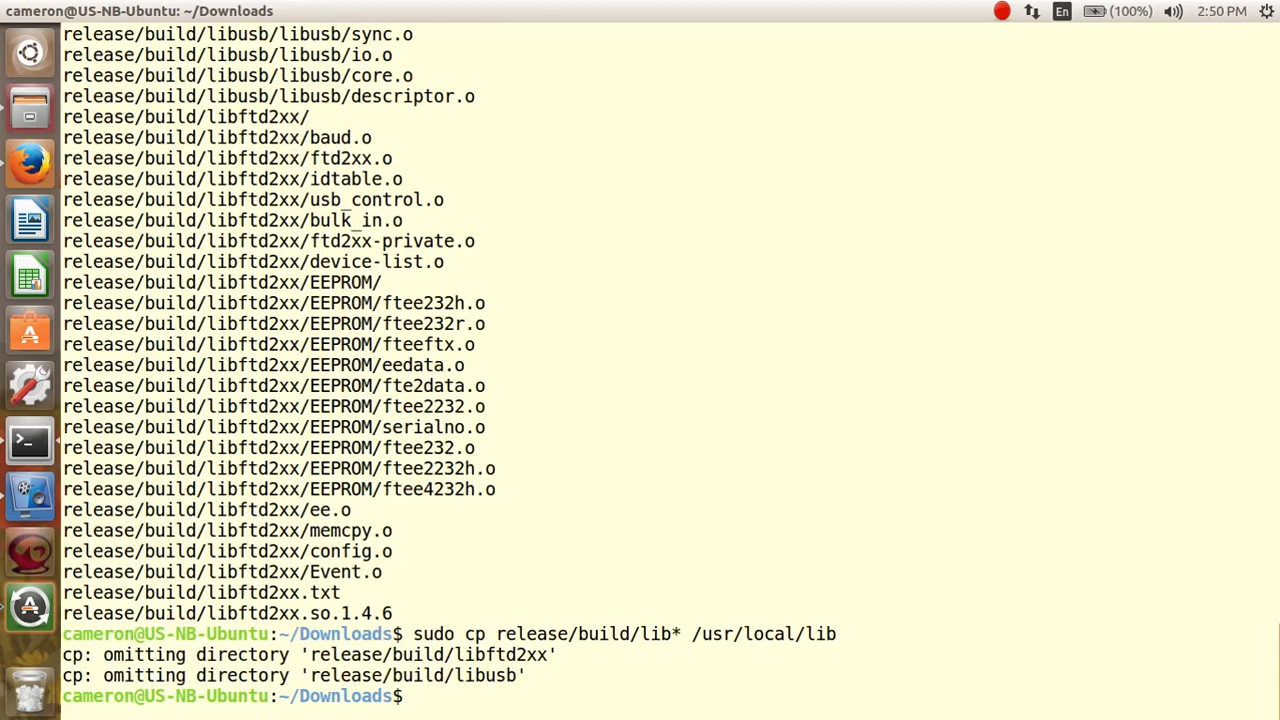 cameron@US-NB-Ubuntu: ~/Downloads
En
(100%)
2:50 PM
release/build/libusb/libusb/sync.o
release/build/libusb/libusb/io.o
release/build/libusb/libusb/core.o
release/build/libusb/libusb/descriptor.o
release/build/libftd2xx/
release/build/libftd2xx/baud.o
release/build/libftd2xx/ftd2xx.o
release/build/libftd2xx/idtable.o
release/build/libftd2xx/usb_control.o
release/build/libftd2xx/bulk_in.o
release/build/libftd2xx/ftd2xx-private.o
release/build/libftd2xx/device-list.o
release/build/libftd2xx/EEPROM/
release/build/libftd2xx/EEPROM/ftee232h.o
release/build/libftd2xx/EEPROM/ftee232r.o
release/build/libftd2xx/EEPROM/fteeftx.o
release/build/libftd2xx/EEPROM/eedata.o
release/build/libftd2xx/EEPROM/fte2data.o
release/build/libftd2xx/EEPROM/ftee2232.o
release/build/libftd2xx/EEPROM/serialno.o
release/build/libftd2xx/EEPROM/ftee232.o
release/build/libftd2xx/EEPROM/ftee2232h.o
release/build/libftd2xx/EEPROM/ftee4232h.o
release/build/libftd2xx/ee.o
release/build/libftd2xx/memcpy.o
release/build/libftd2xx/config.o
release/build/libftd2xx/Event.o
release/build/libftd2xx.txt
release/build/libftd2xx.so.1.4.6
cameron@US-NB-Ubuntu:~/Downloads$ sudo cp release/build/lib* /usr/local/lib
cp: omitting directory 'release/build/libftd2xx'
cp: omitting directory 'release/build/libusb'
cameron@US-NB-Ubuntu:~/Downloads$